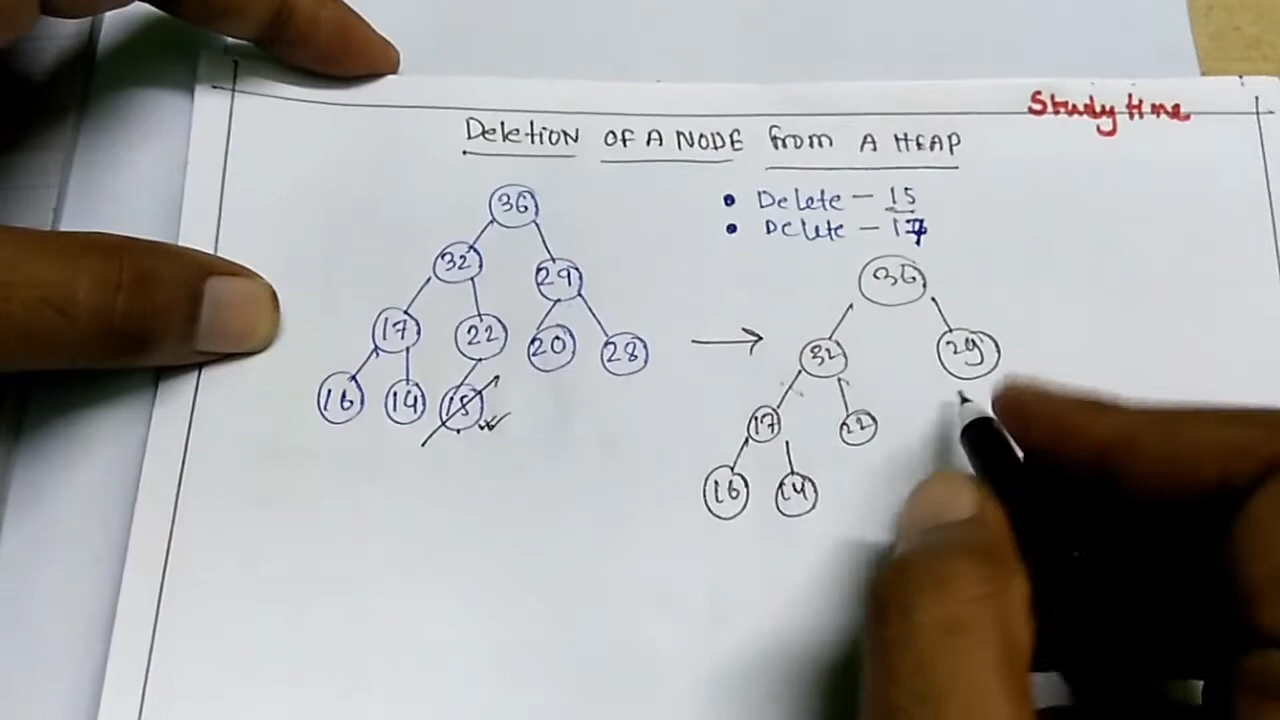 Study time
Deletion OF A NODE from A HEAP
• Delete – 15
• Delete – 17
36
32 29
17 22 20 28
16 14 15
36
32 29
17 22
16 14